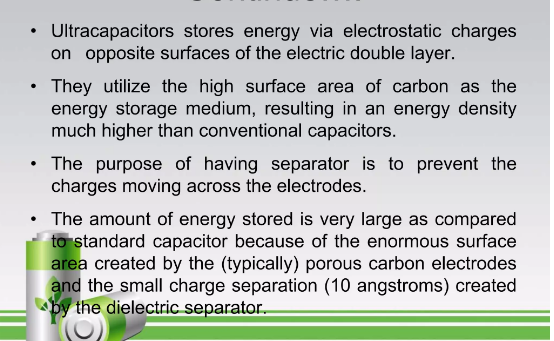 • Ultracapacitors stores energy via electrostatic charges
on opposite surfaces of the electric double layer.
• They utilize the high surface area of carbon as the
energy storage medium, resulting in an energy density
much higher than conventional capacitors.
• The purpose of having separator is to prevent the
charges moving across the electrodes.
• The amount of energy stored is very large as compared
to standard capacitor because of the enormous surface
area created by the (typically) porous carbon electrodes
and the small charge separation (10 angstroms) created
by the dielectric separator.